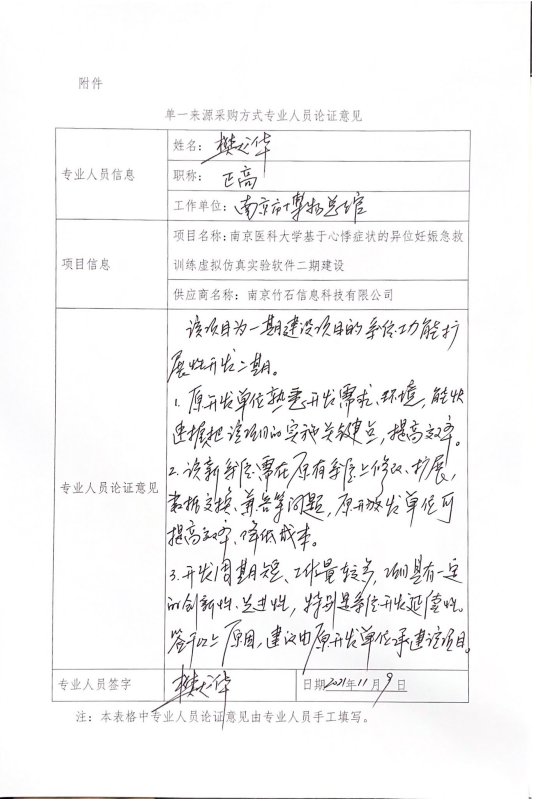 附件
单一来源采购方式专业人员论证意见
专业人员信息
姓名：樊文华
职称：正高
工作单位：南京市博物总馆
项目信息
项目名称：南京医科大学基于心悸症状的异位妊娠急救
训练虚拟仿真实验软件二期建设
供应商名称：南京竹石信息科技有限公司
专业人员论证意见
该项目为一期建设项目的系统功能扩
展性开发二期。
1.原开发单位熟悉开发需求、环境，能快
速握把该项目的实施关键点，提高效率。
2.该新系统需在原有系统上修改、扩展，
数据交换、兼容等问题，原开发单位可
提高效率、降低成本。
3.开发周期短、工作量较多，项目具有一定
的创新性、先进性，特别是系统开发延续性。
鉴于以上原因，建议由原开发单位承建该项目。
专业人员签字
日期2021年11月9日
注：本表格中专业人员论证意见由专业人员手工填写。